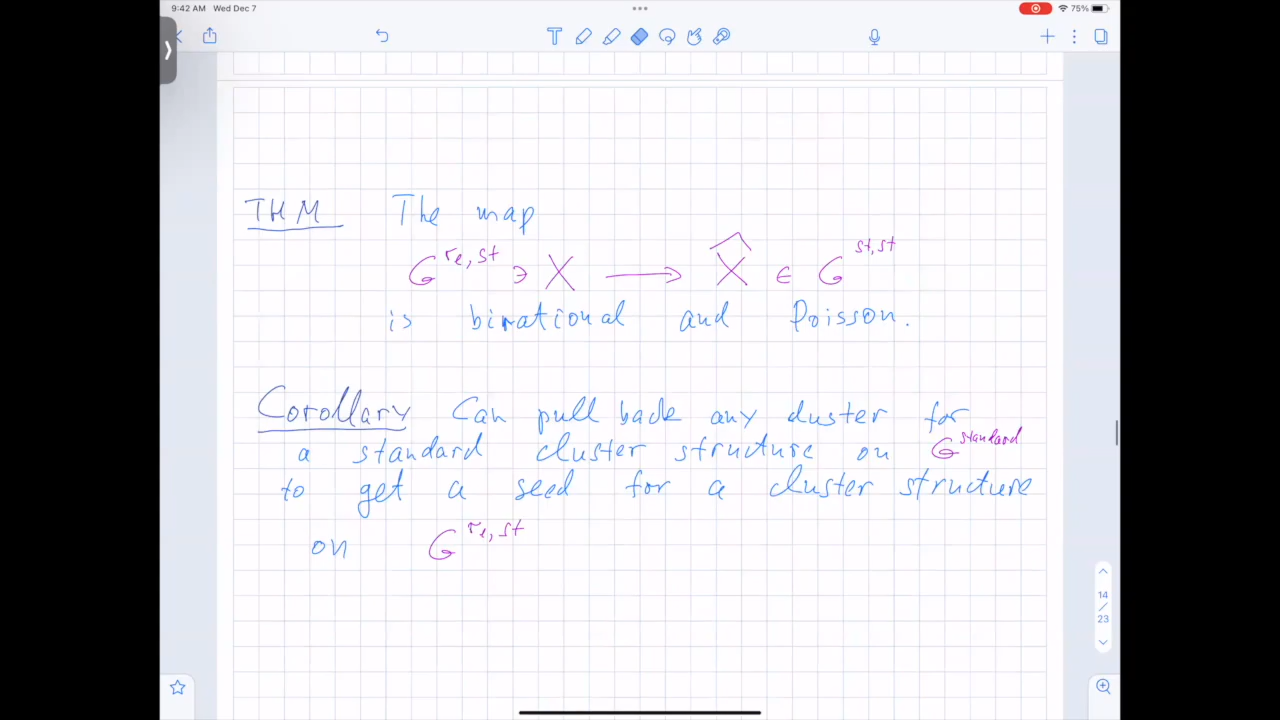 9:42 AM Wed Dec 7
75%
THM The map
G^{r_e, st} ∋ X ⟶ X̂ ∈ G^{st, st}
is birational and Poisson.
Corollary Can pull back any cluster for
a standard cluster structure on G^{standard}
to get a seed for a cluster structure
on G^{r_e, st}
14
/
23